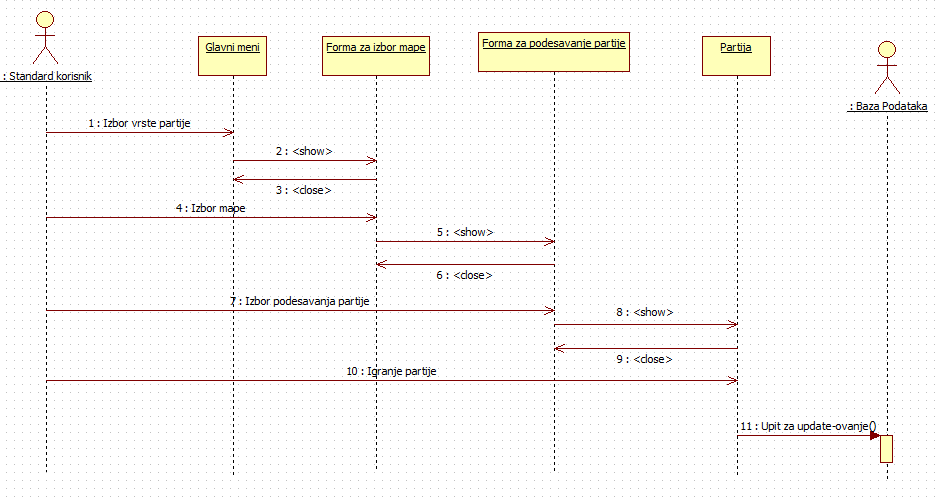 : Standard korisnik
Glavni meni
Forma za izbor mape
Forma za podesavanje partije
Partija
: Baza Podataka
1 : Izbor vrste partije
2 : <show>
3 : <close>
4 : Izbor mape
5 : <show>
6 : <close>
7 : Izbor podesavanja partije
8 : <show>
9 : <close>
10 : Igranje partije
11 : Upit za update-ovanje()